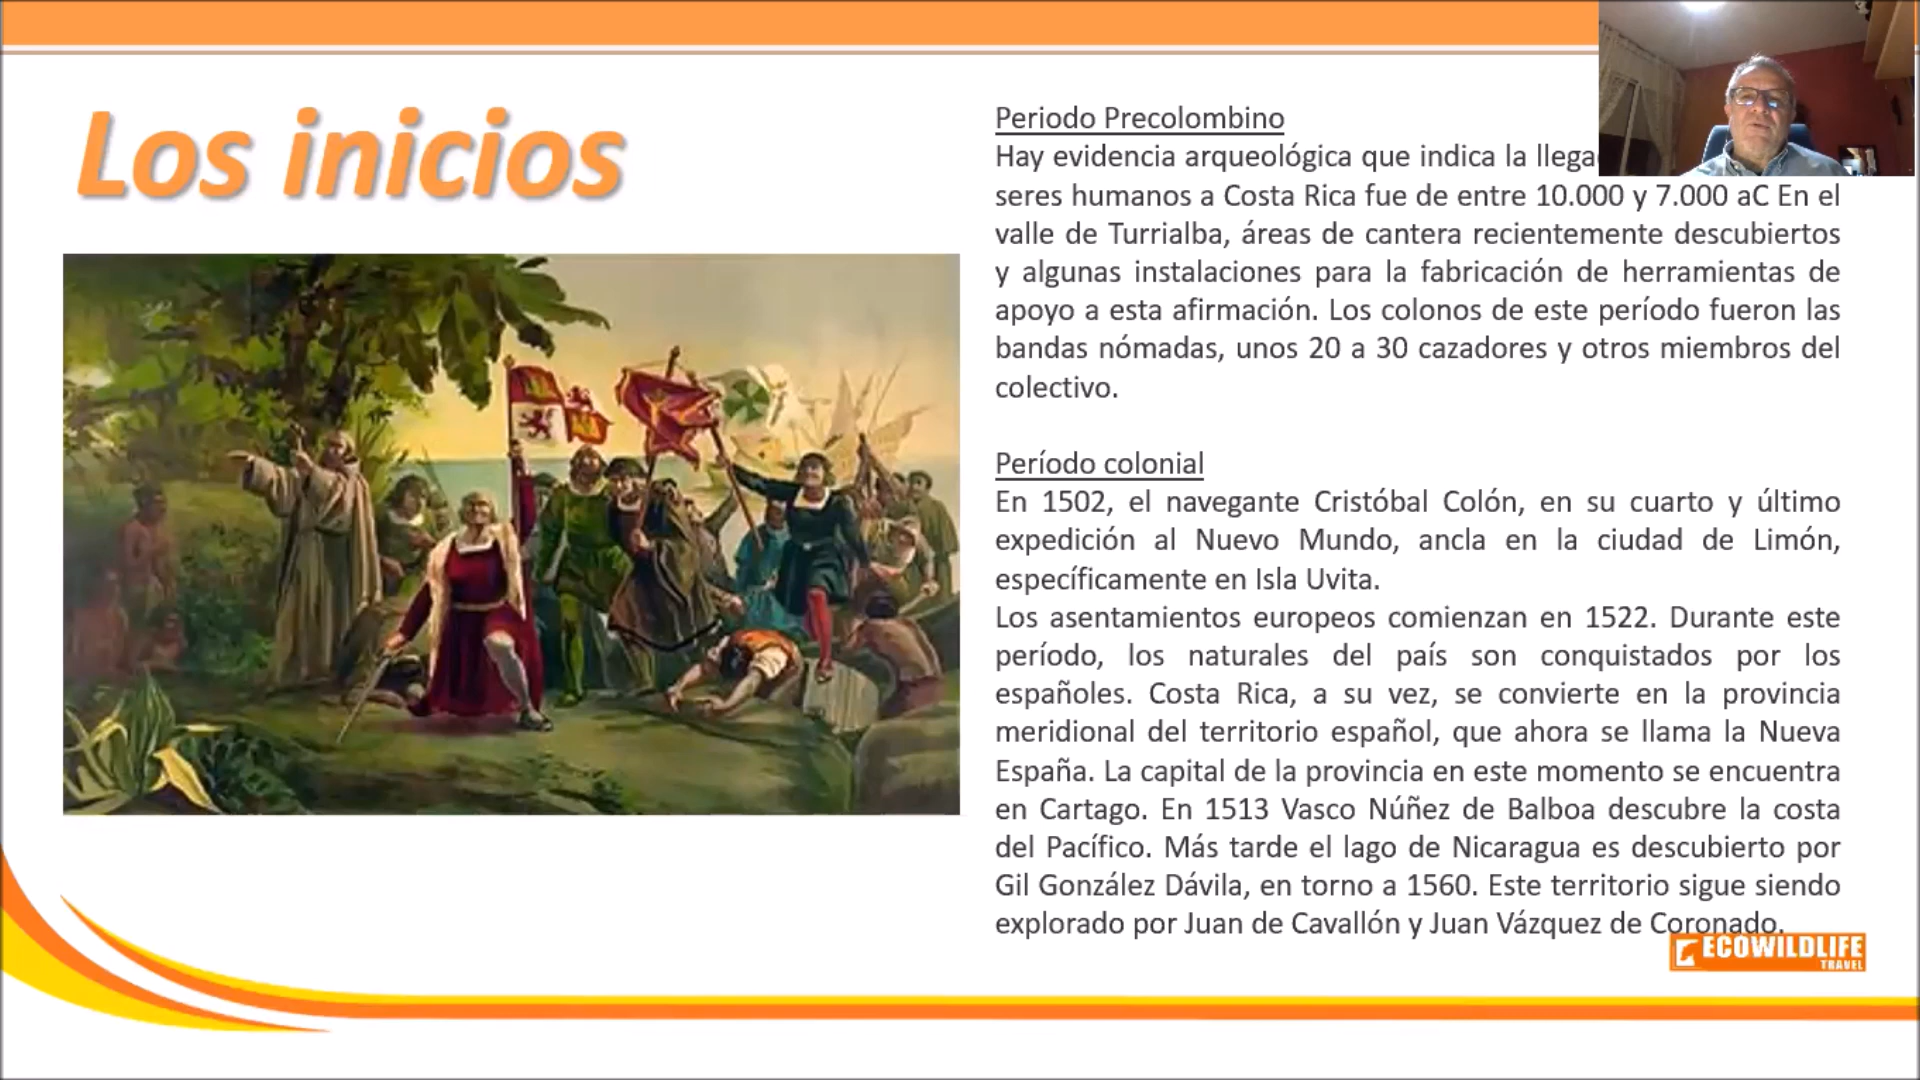 Los inicios
Periodo Precolombino
Hay evidencia arqueológica que indica la
seres humanos a Costa Rica fue de entre 10.000 y 7.000 aC En el
valle de Turrialba, áreas de cantera recientemente descubiertos
y algunas instalaciones para la fabricación de herramientas de
apoyo a esta afirmación. Los colonos de este período fueron las
bandas nómadas, unos 20 a 30 cazadores y otros miembros del
colectivo.
Período colonial
En 1502, el navegante Cristóbal Colón, en su cuarto y último
expedición al Nuevo Mundo, ancla en la ciudad de Limón,
específicamente en Isla Uvita.
Los asentamientos europeos comienzan en 1522. Durante este
período, los naturales del país son conquistados por los
españoles. Costa Rica, a su vez, se convierte en la provincia
meridional del territorio español, que ahora se llama la Nueva
España. La capital de la provincia en este momento se encuentra
en Cartago. En 1513 Vasco Núñez de Balboa descubre la costa
del Pacífico. Más tarde el lago de Nicaragua es descubierto por
Gil González Dávila, en torno a 1560. Este territorio sigue siendo
explorado por Juan de Cavallón y Juan Vázquez de Coronado.
ECOWILDLIFE
TRAVEL